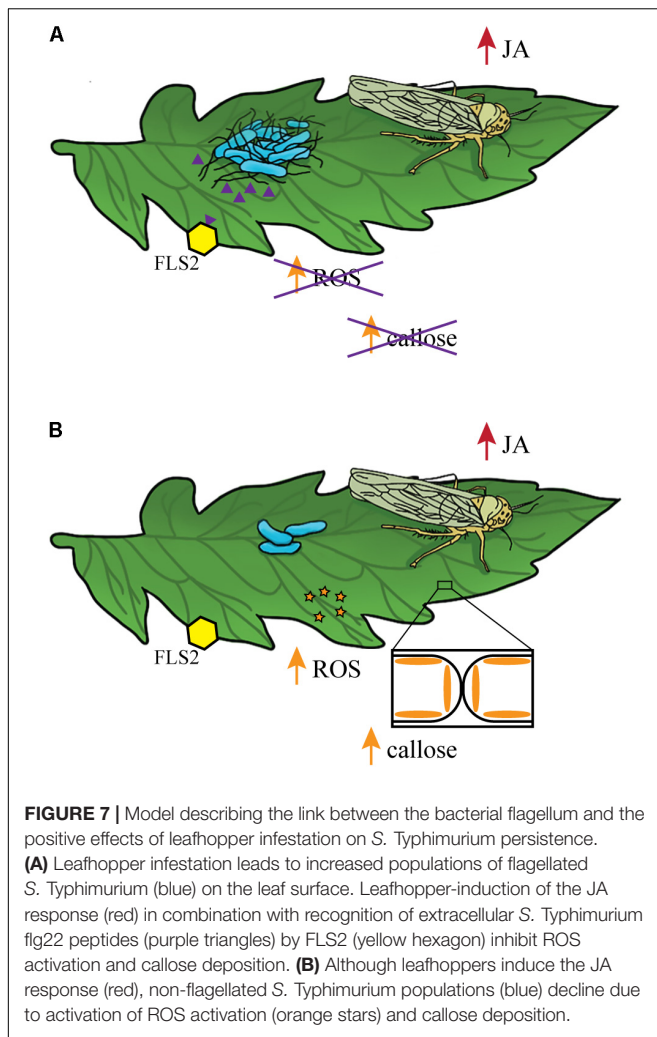 A
JA
FLS2
ROS
callose
B
JA
FLS2
ROS
callose
FIGURE 7 | Model describing the link between the bacterial flagellum and the
positive effects of leafhopper infestation on S. Typhimurium persistence.
(A) Leafhopper infestation leads to increased populations of flagellated
S. Typhimurium (blue) on the leaf surface. Leafhopper-induction of the JA
response (red) in combination with recognition of extracellular S. Typhimurium
flg22 peptides (purple triangles) by FLS2 (yellow hexagon) inhibit ROS
activation and callose deposition. (B) Although leafhoppers induce the JA
response (red), non-flagellated S. Typhimurium populations (blue) decline due
to activation of ROS activation (orange stars) and callose deposition.